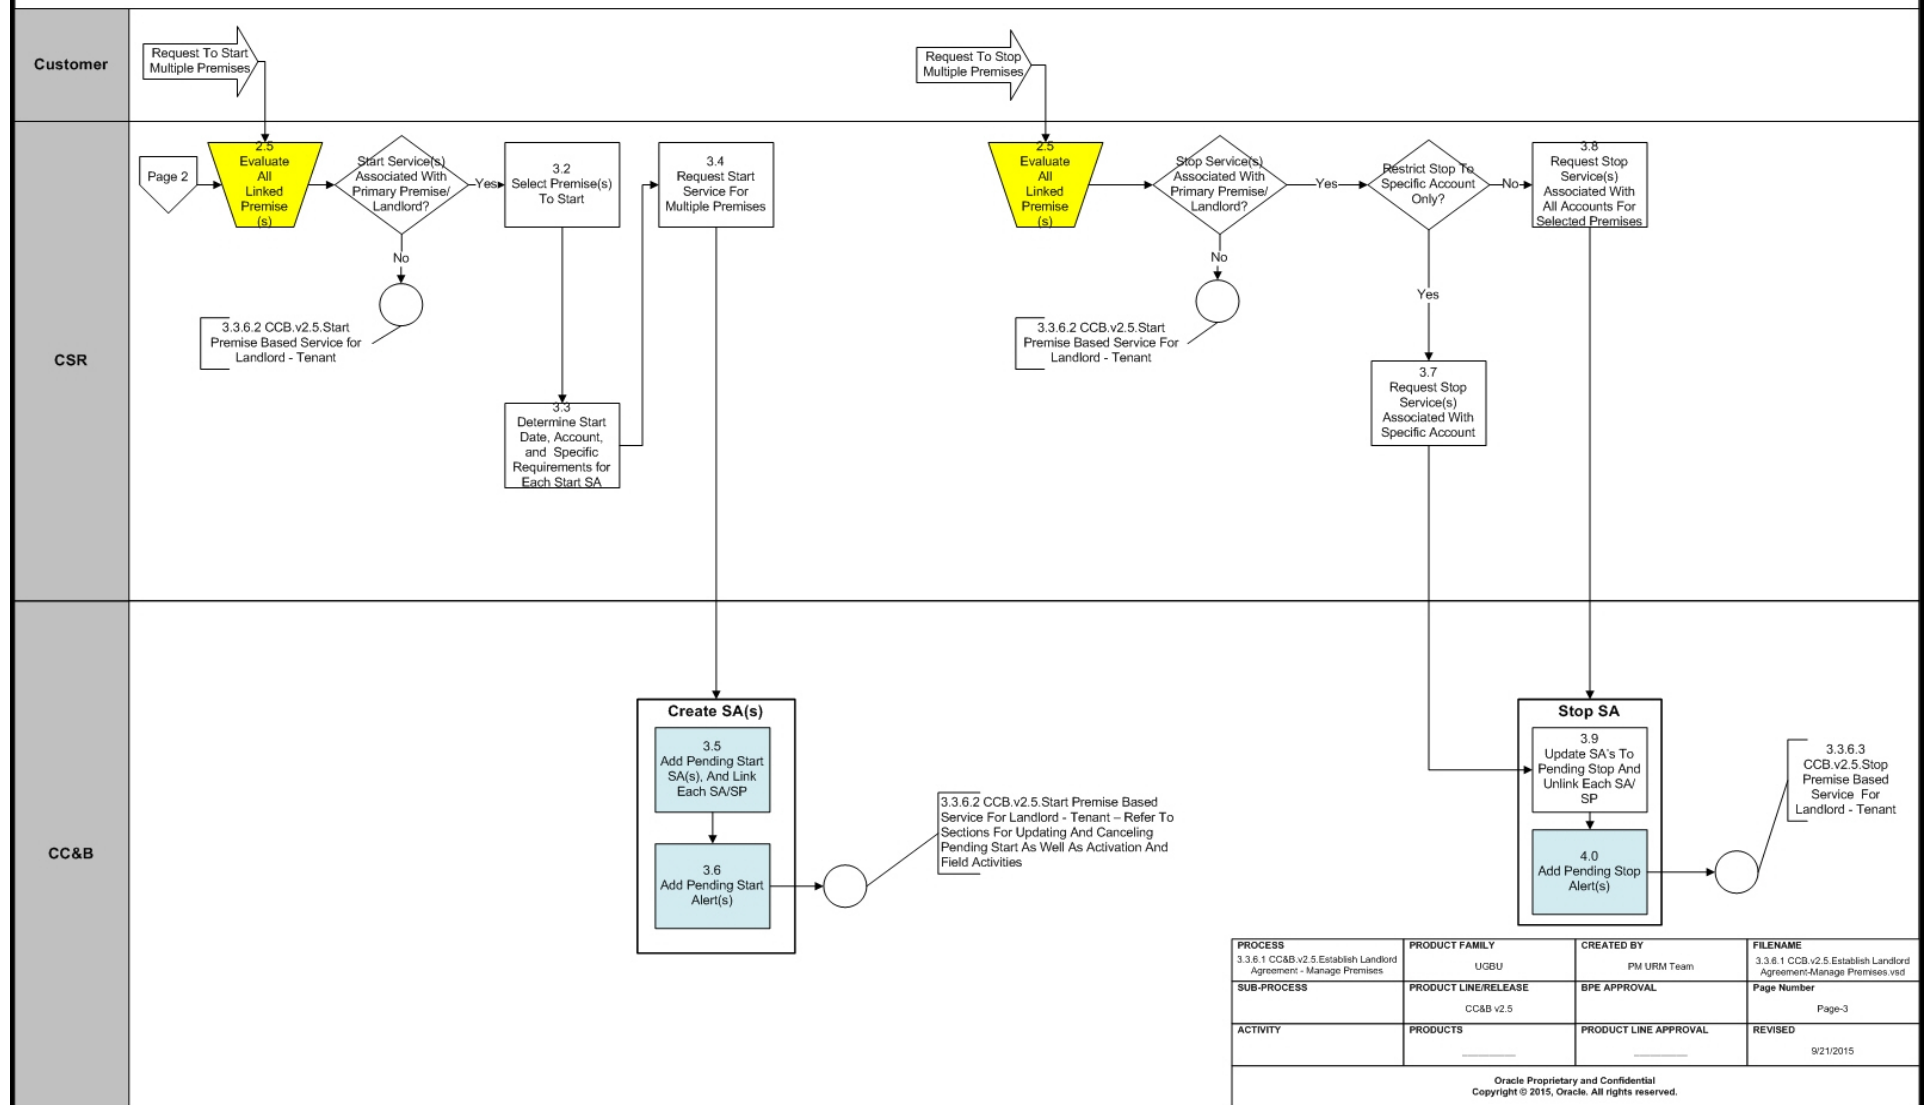 Customer
Request To Start
Multiple Premises
Request To Stop
Multiple Premises
CSR
Page 2
2.5
Evaluate
All
Linked
Premise
(s)
Start Service(s)
Associated With
Primary Premise/
Landlord?
Yes
No
3.3.6.2 CCB.v2.5.Start
Premise Based Service for
Landlord - Tenant
3.2
Select Premise(s)
To Start
3.3
Determine Start
Date, Account,
and Specific
Requirements for
Each Start SA
3.4
Request Start
Service For
Multiple Premises
2.5
Evaluate
All
Linked
Premise
(s)
Stop Service(s)
Associated With
Primary Premise/
Landlord?
Yes
No
3.3.6.2 CCB.v2.5.Start
Premise Based Service For
Landlord - Tenant
Restrict Stop To
Specific Account
Only?
No
Yes
3.7
Request Stop
Service(s)
Associated With
Specific Account
3.8
Request Stop
Service(s)
Associated With
All Accounts For
Selected Premises
CC&B
Create SA(s)
3.5
Add Pending Start
SA(s), And Link
Each SA/SP
3.6
Add Pending Start
Alert(s)
3.3.6.2 CCB.v2.5.Start Premise Based
Service For Landlord - Tenant – Refer To
Sections For Updating And Canceling
Pending Start As Well As Activation And
Field Activities
Stop SA
3.9
Update SA's To
Pending Stop And
Unlink Each SA/
SP
4.0
Add Pending Stop
Alert(s)
3.3.6.3
CCB.v2.5.Stop
Premise Based
Service For
Landlord - Tenant
PROCESS
3.3.6.1 CC&B.v2.5.Establish Landlord
Agreement - Manage Premises
PRODUCT FAMILY
UGBU
CREATED BY
PM URM Team
FILENAME
3.3.6.1 CCB.v2.5.Establish Landlord
Agreement-Manage Premises.vsd
SUB-PROCESS
PRODUCT LINE/RELEASE
CC&B v2.5
BPE APPROVAL
Page Number
Page-3
ACTIVITY
PRODUCTS
PRODUCT LINE APPROVAL
REVISED
9/21/2015
Oracle Proprietary and Confidential
Copyright © 2015, Oracle. All rights reserved.